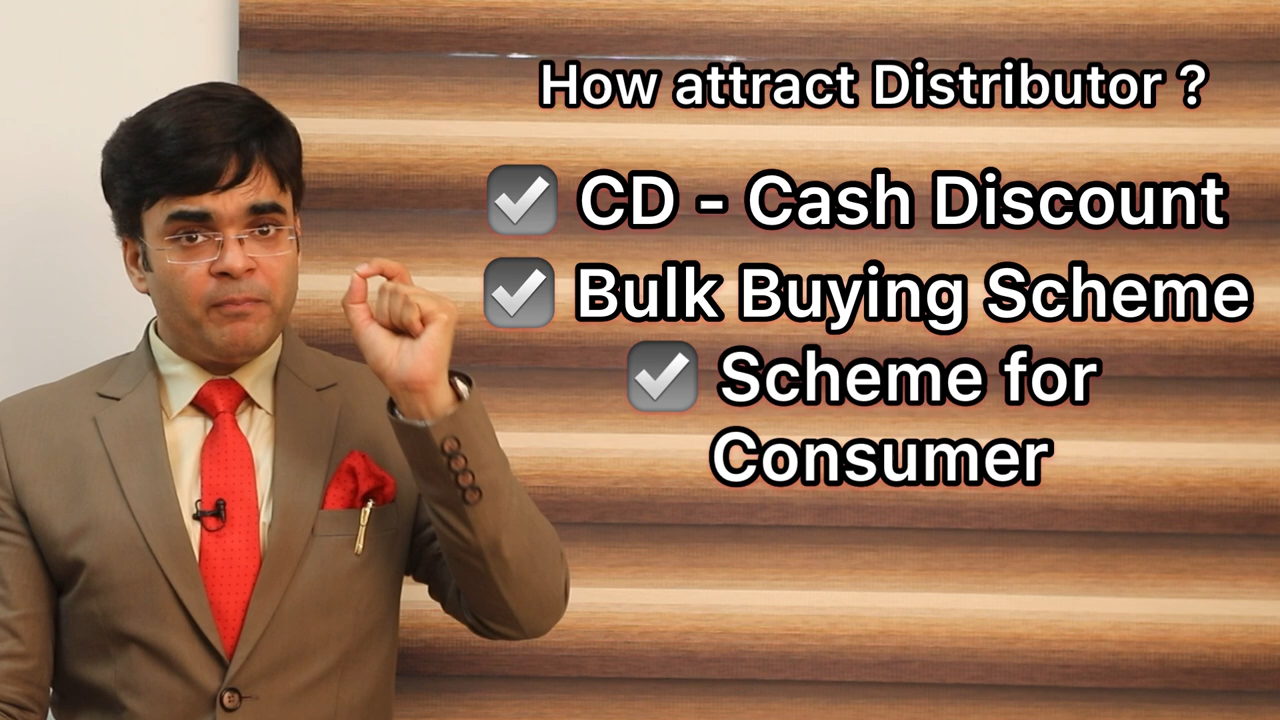 How attract Distributor ?
☑ CD - Cash Discount
☑ Bulk Buying Scheme
☑ Scheme for
Consumer